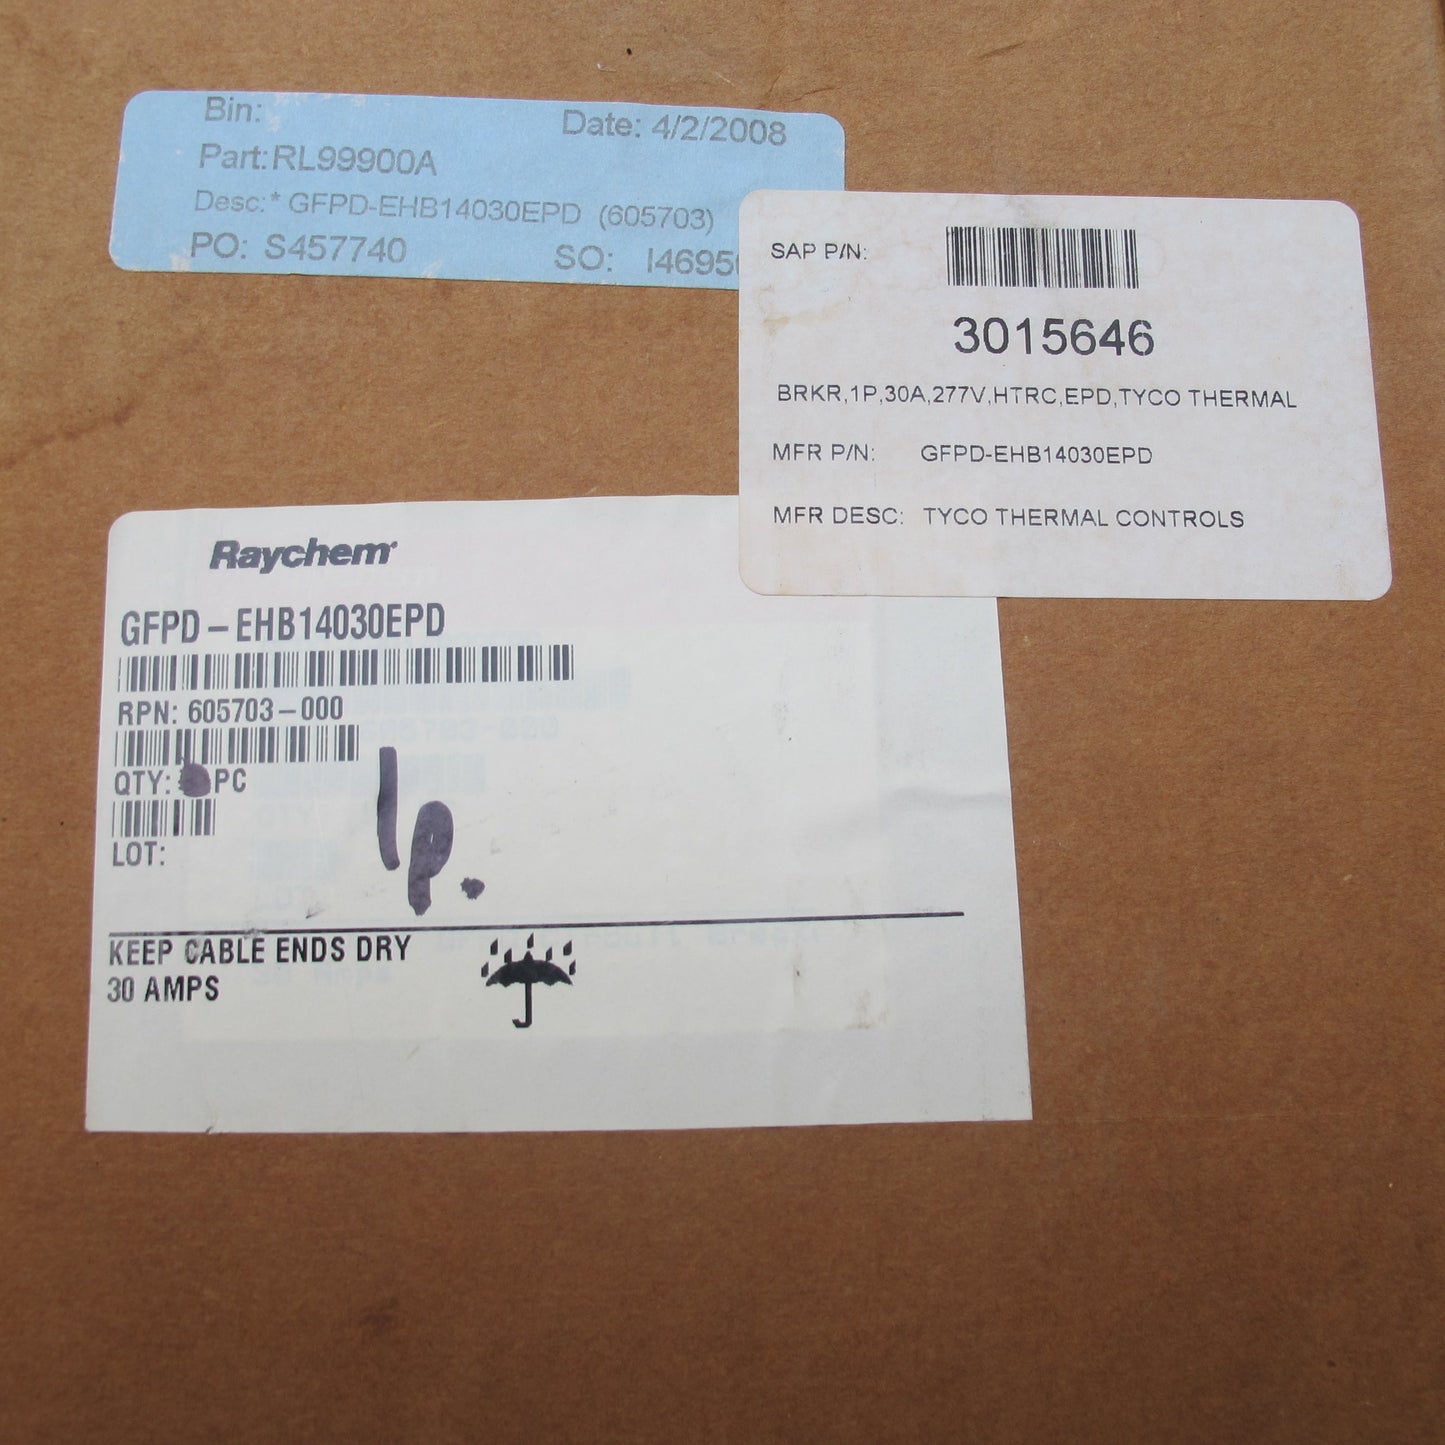 Bin:
Date: 4/2/2008
Part: RL99900A
Desc: * GFPD-EHB14030EPD (605703)
PO: S457740 SO:
SAP P/N:
3015646
BRKR,1P,30A,277V,HTRC,EPD,TYCO THERMAL
MFR P/N: GFPD-EHB14030EPD
MFR DESC: TYCO THERMAL CONTROLS
Raychem
GFPD-EHB14030EPD
RPN: 605703-000
QTY: PC
1p.
LOT:
KEEP CABLE ENDS DRY
30 AMPS